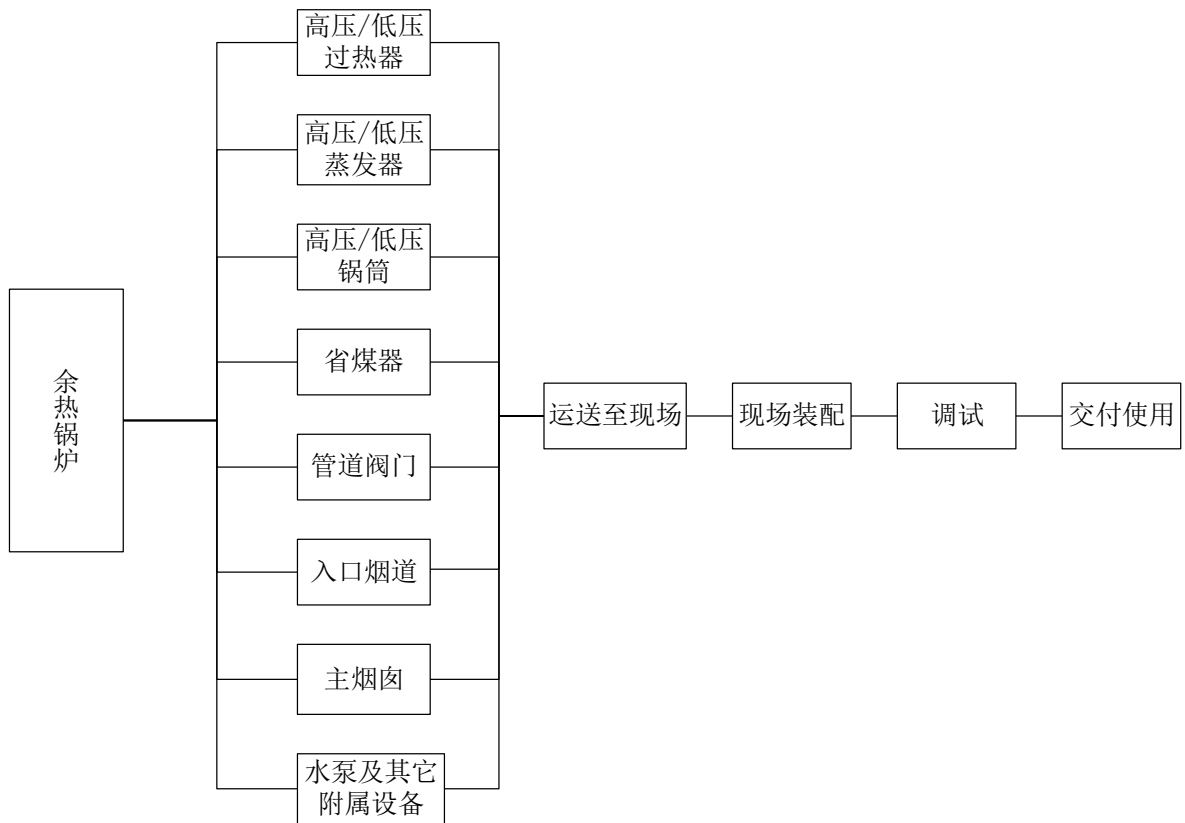 余热锅炉
高压/低压
过热器
高压/低压
蒸发器
高压/低压
锅筒
省煤器
管道阀门
入口烟道
主烟囱
水泵及其它
附属设备
运送至现场
现场装配
调试
交付使用